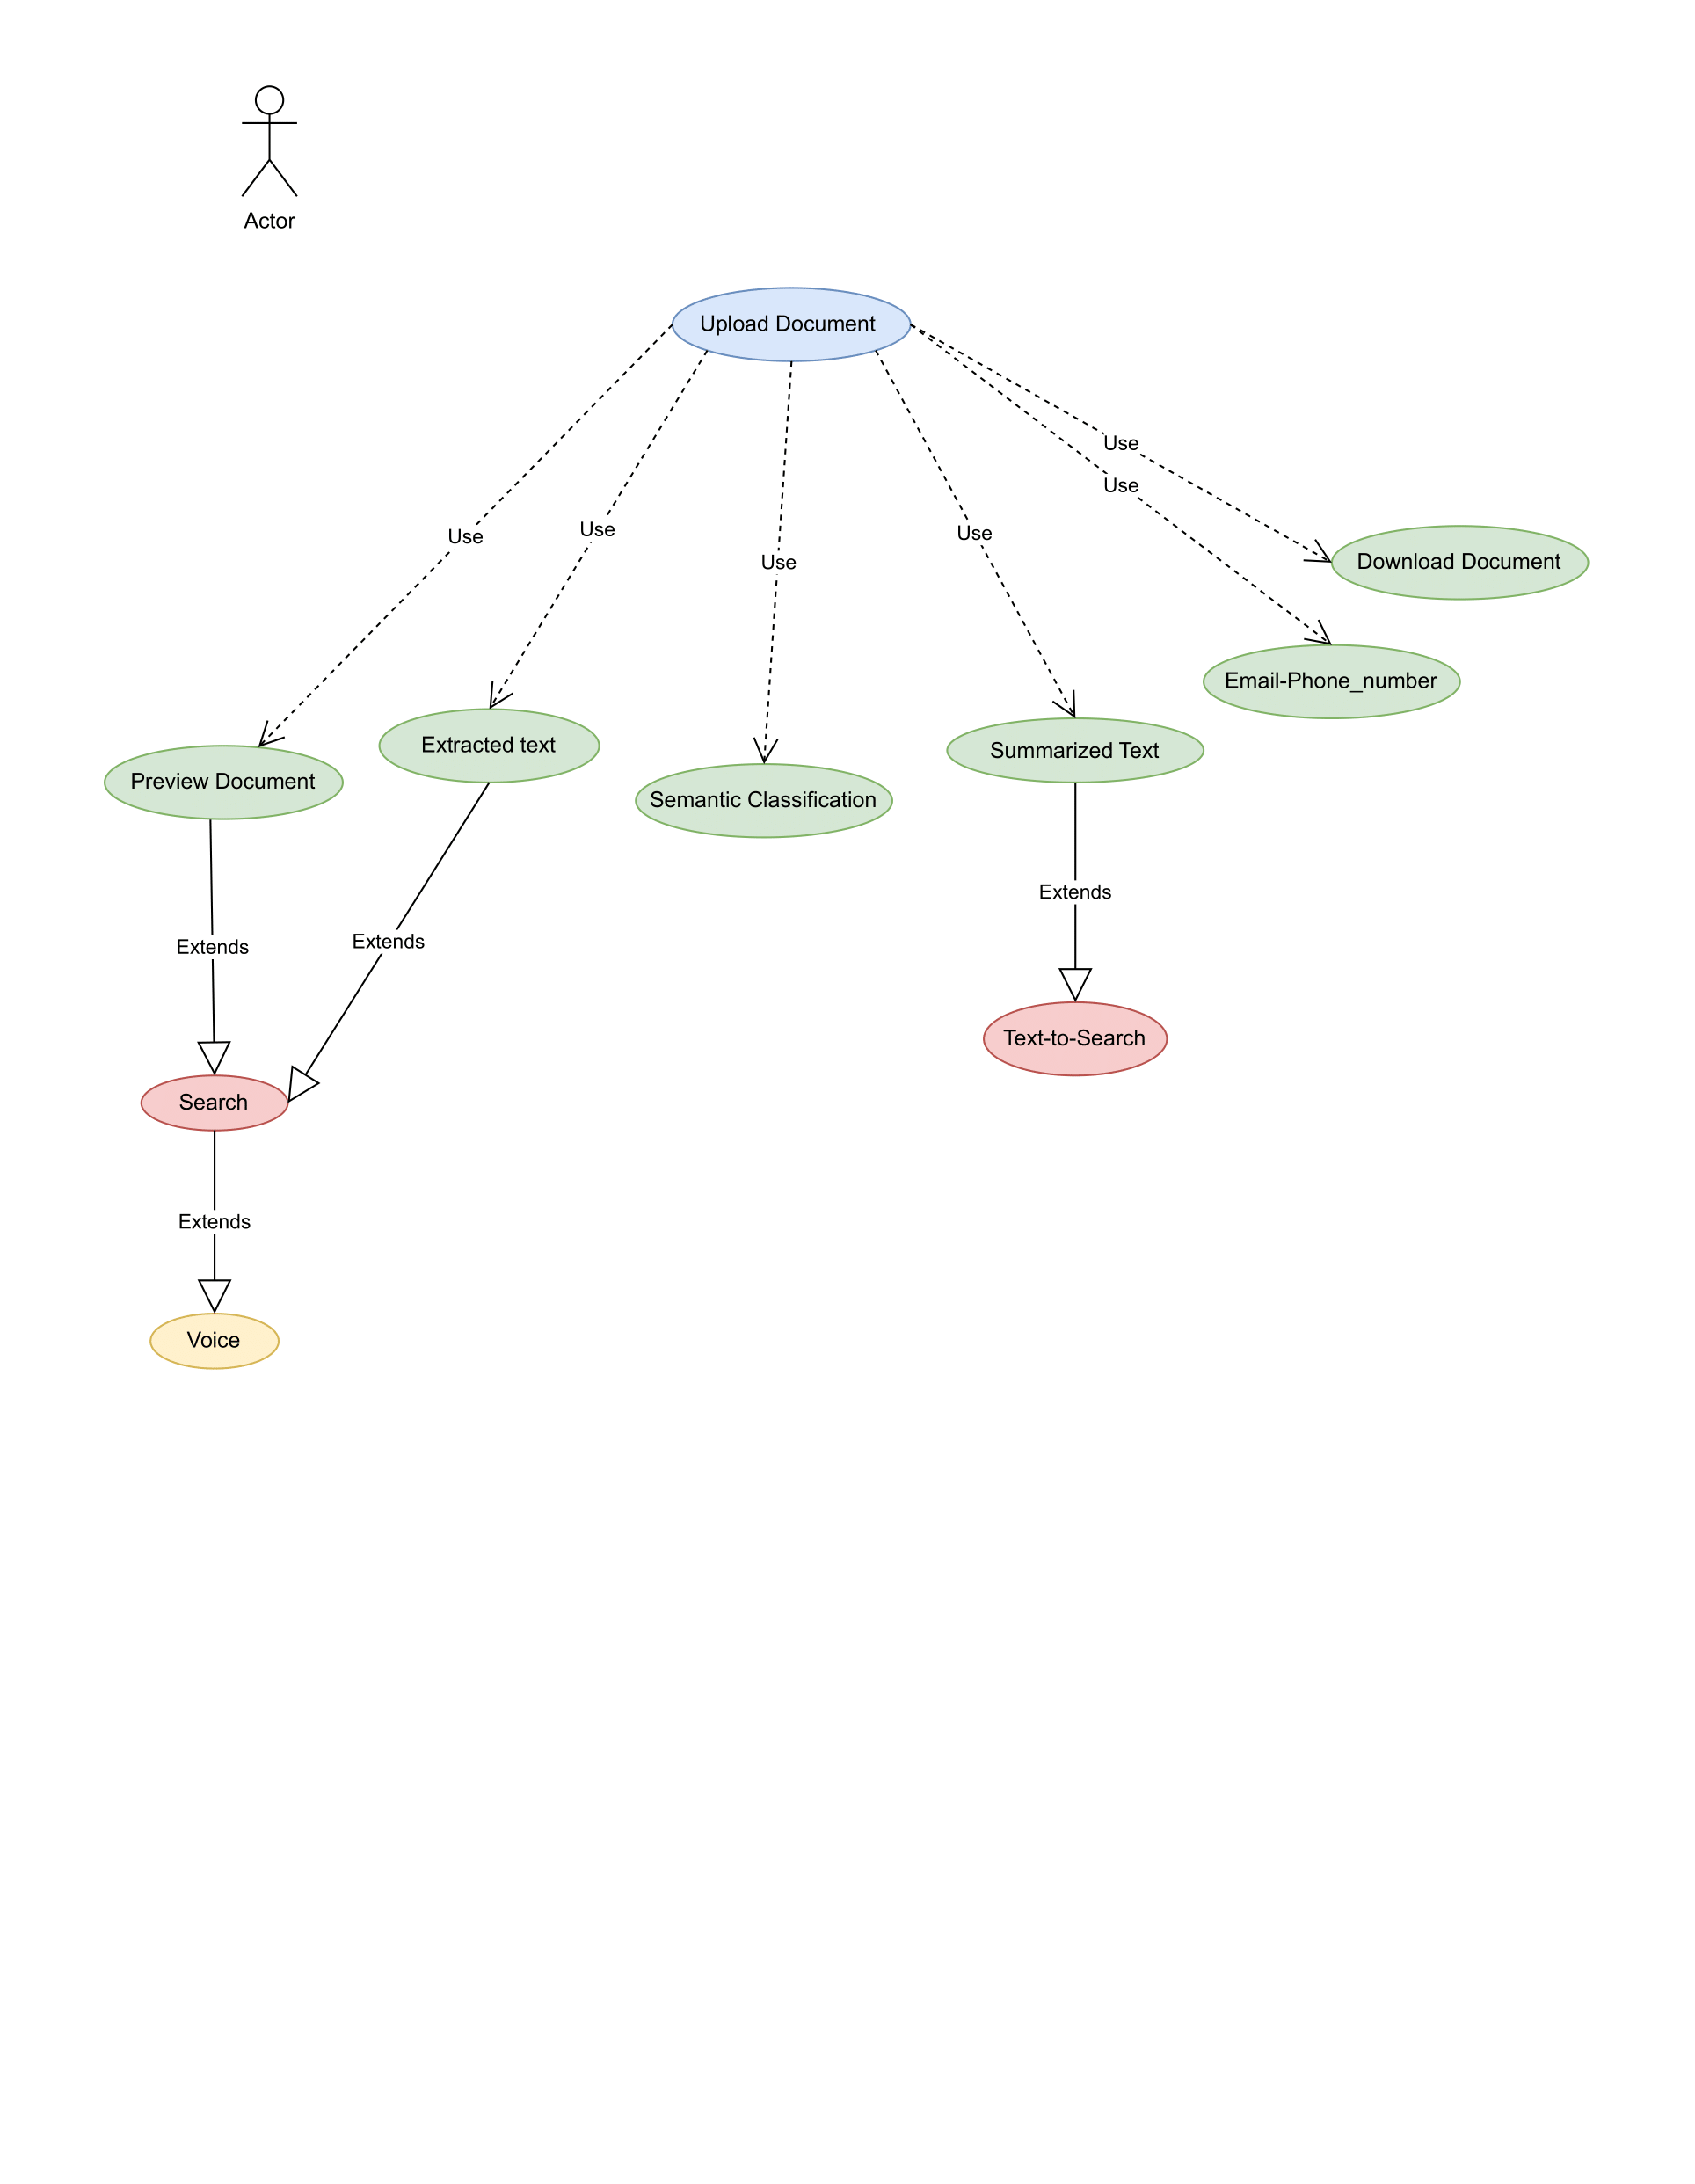 Actor
Upload Document
Use
Use
Use
Use
Use
Use
Download Document
Email-Phone_number
Extracted text
Summarized Text
Preview Document
Semantic Classification
Extends
Extends
Extends
Text-to-Search
Search
Extends
Voice